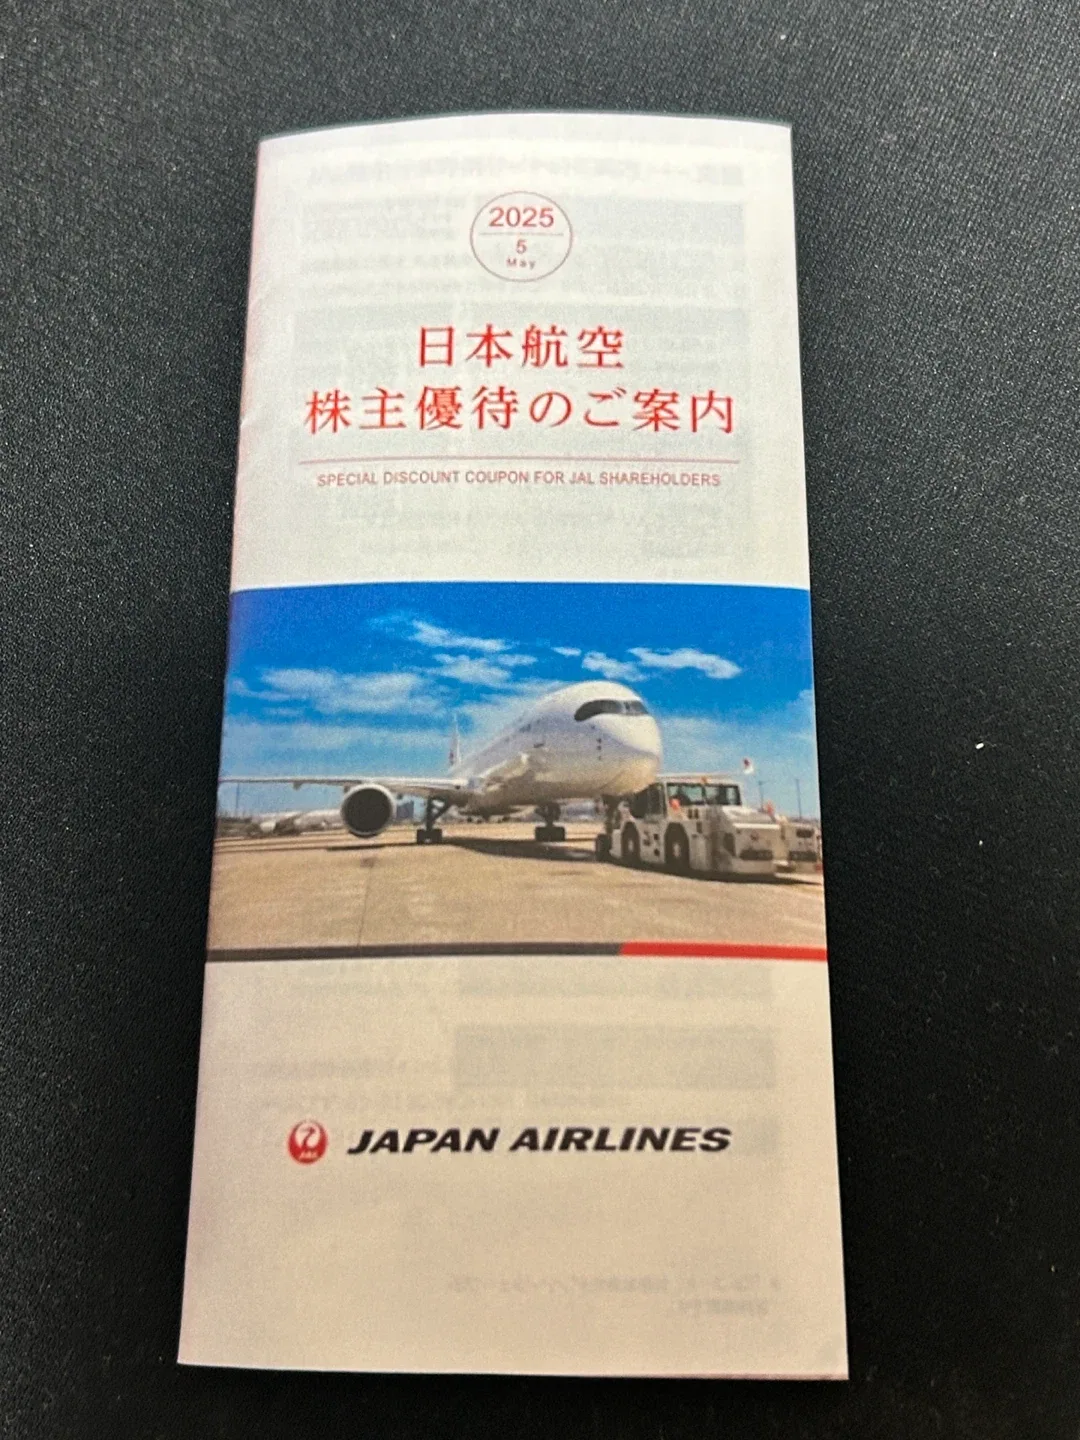 2025
5
May
日本航空
株主優待のご案内
SPECIAL DISCOUNT COUPON FOR JAL SHAREHOLDERS
JAL
JAPAN AIRLINES